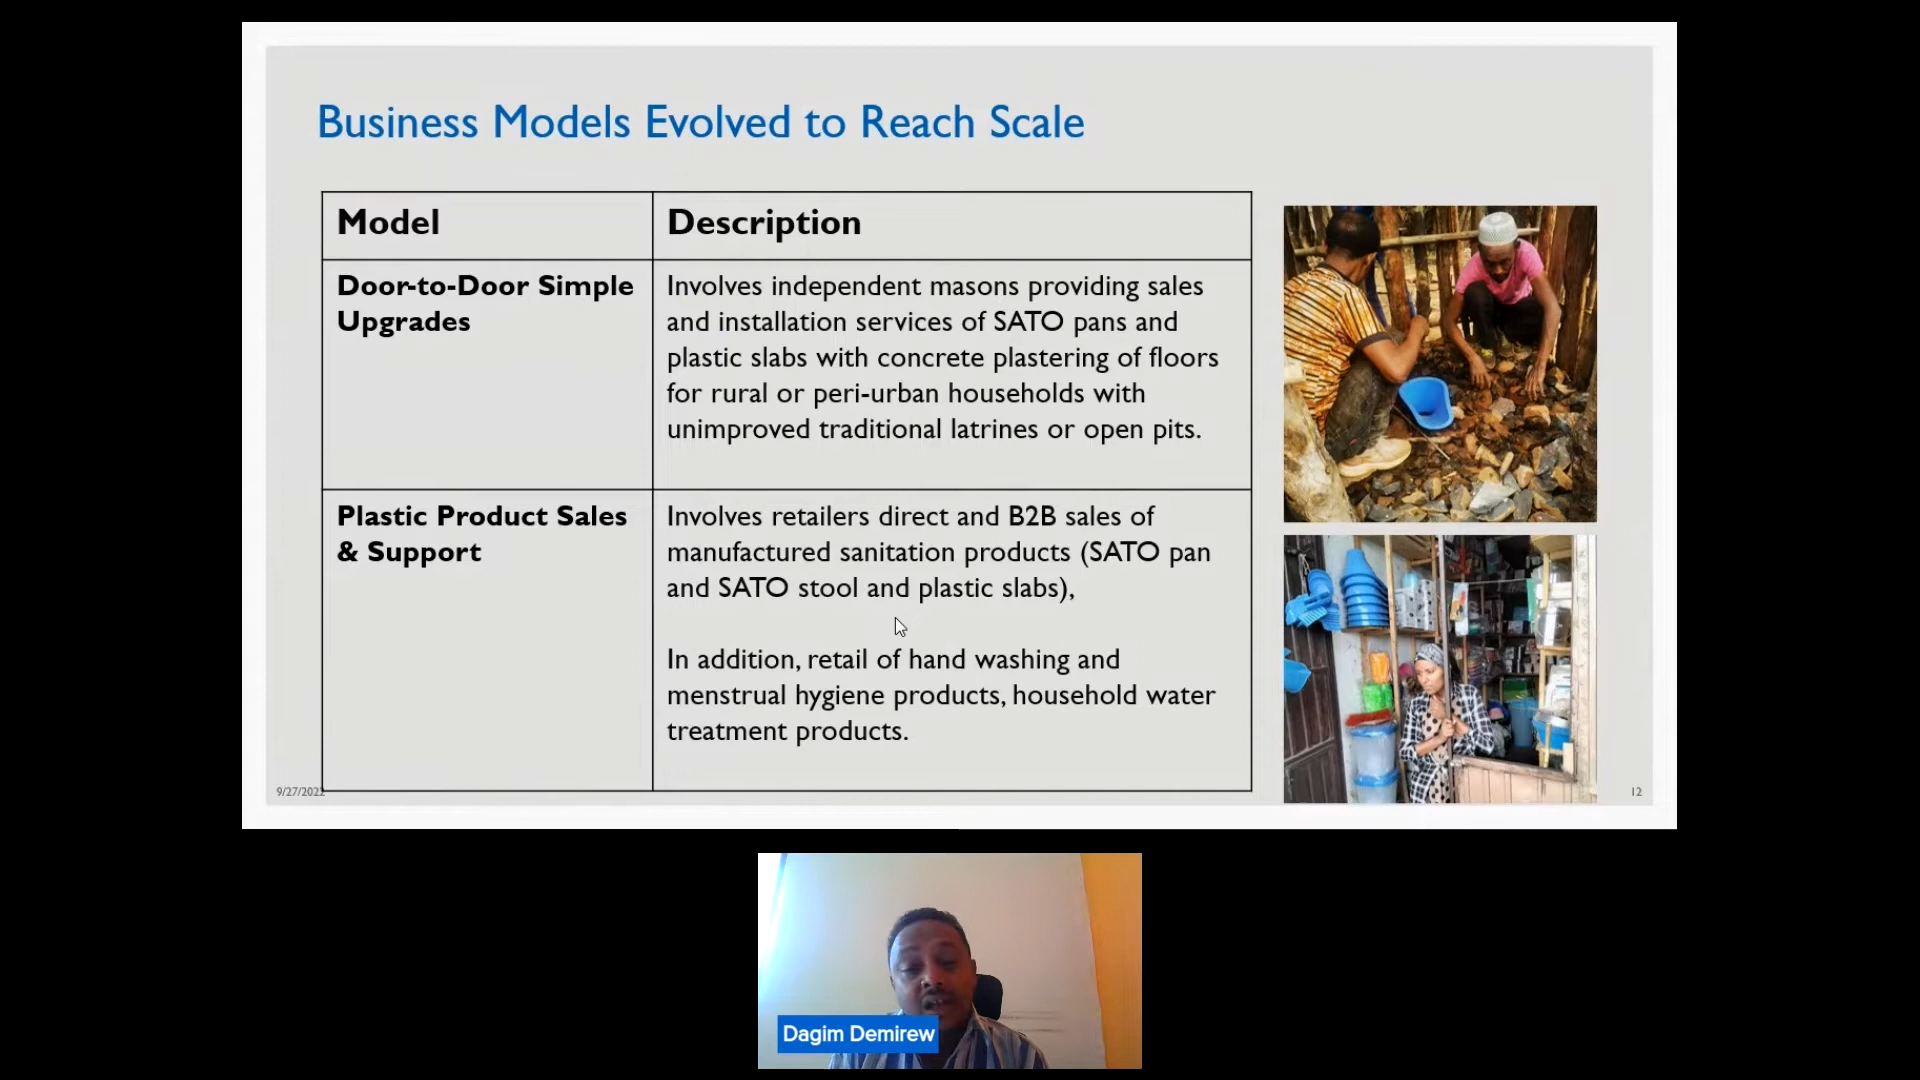 Business Models Evolved to Reach Scale
Model
Description
Door-to-Door Simple
Upgrades
Involves independent masons providing sales
and installation services of SATO pans and
plastic slabs with concrete plastering of floors
for rural or peri-urban households with
unimproved traditional latrines or open pits.
Plastic Product Sales
& Support
Involves retailers direct and B2B sales of
manufactured sanitation products (SATO pan
and SATO stool and plastic slabs),
In addition, retail of hand washing and
menstrual hygiene products, household water
treatment products.
9/27/2022
12
Dagim Demirew